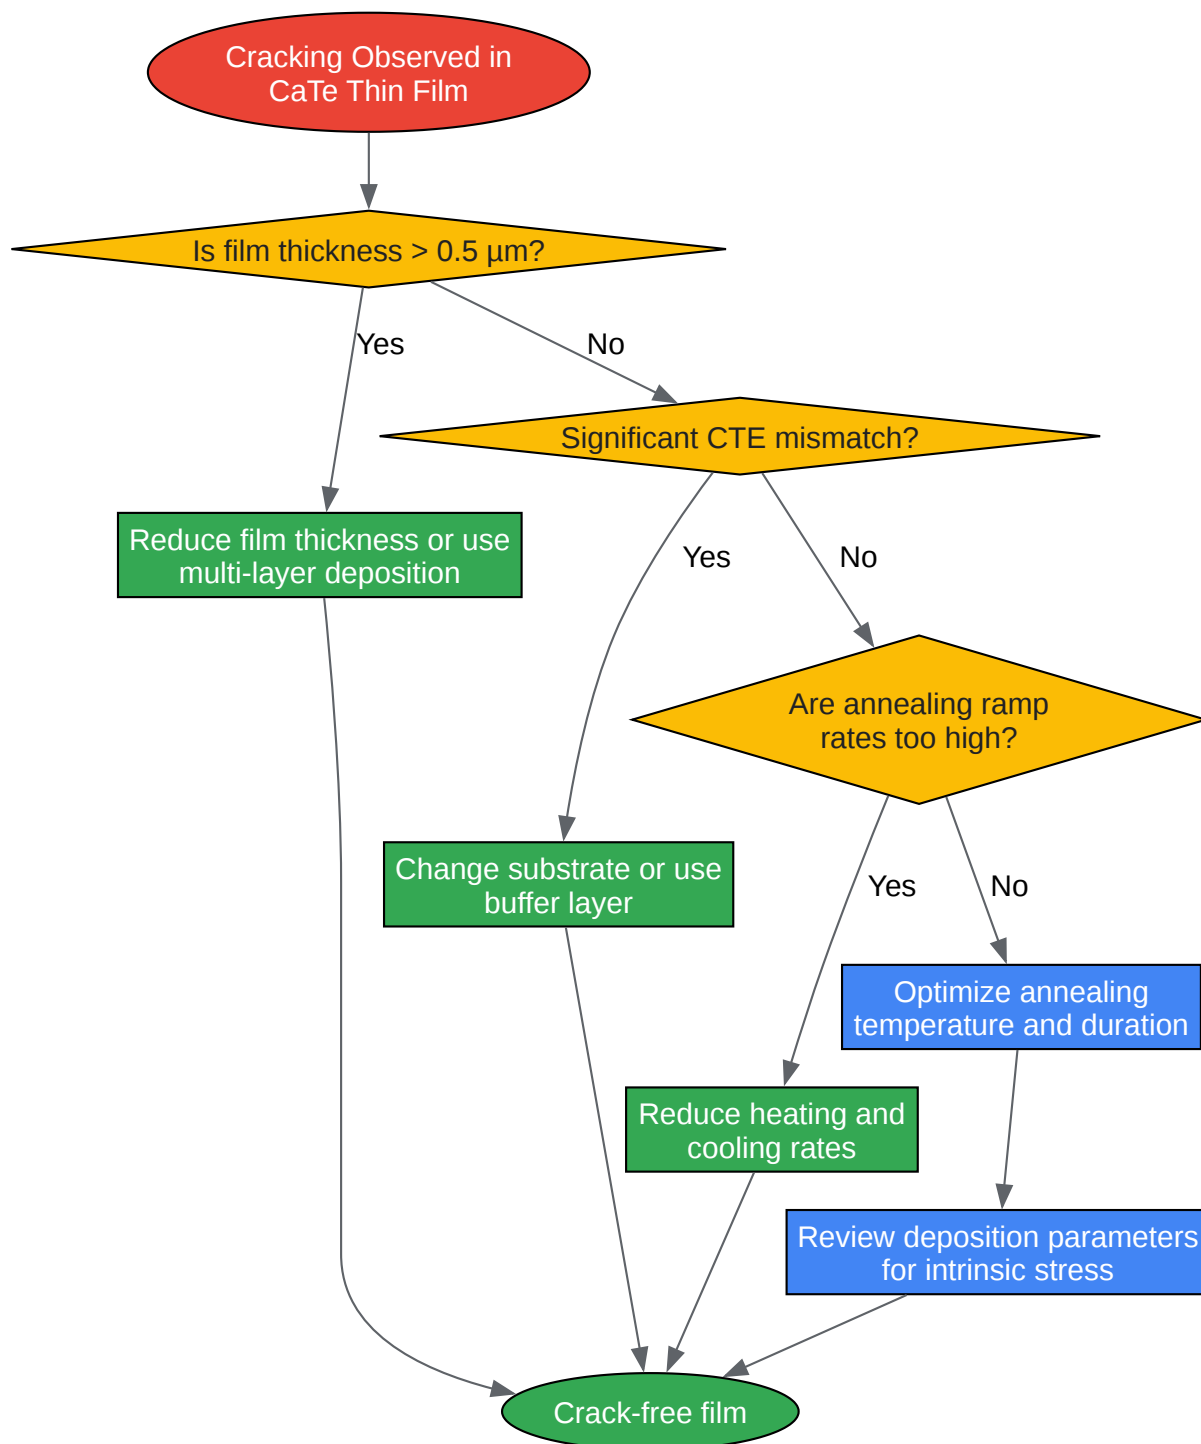 Cracking Observed in
CaTe Thin Film
Is film thickness > 0.5 µm?
Yes
No
Significant CTE mismatch?
Reduce film thickness or use
multi-layer deposition
Yes
No
Are annealing ramp
rates too high?
Change substrate or use
buffer layer
Yes
No
Optimize annealing
temperature and duration
Reduce heating and
cooling rates
Review deposition parameters
for intrinsic stress
Crack-free film